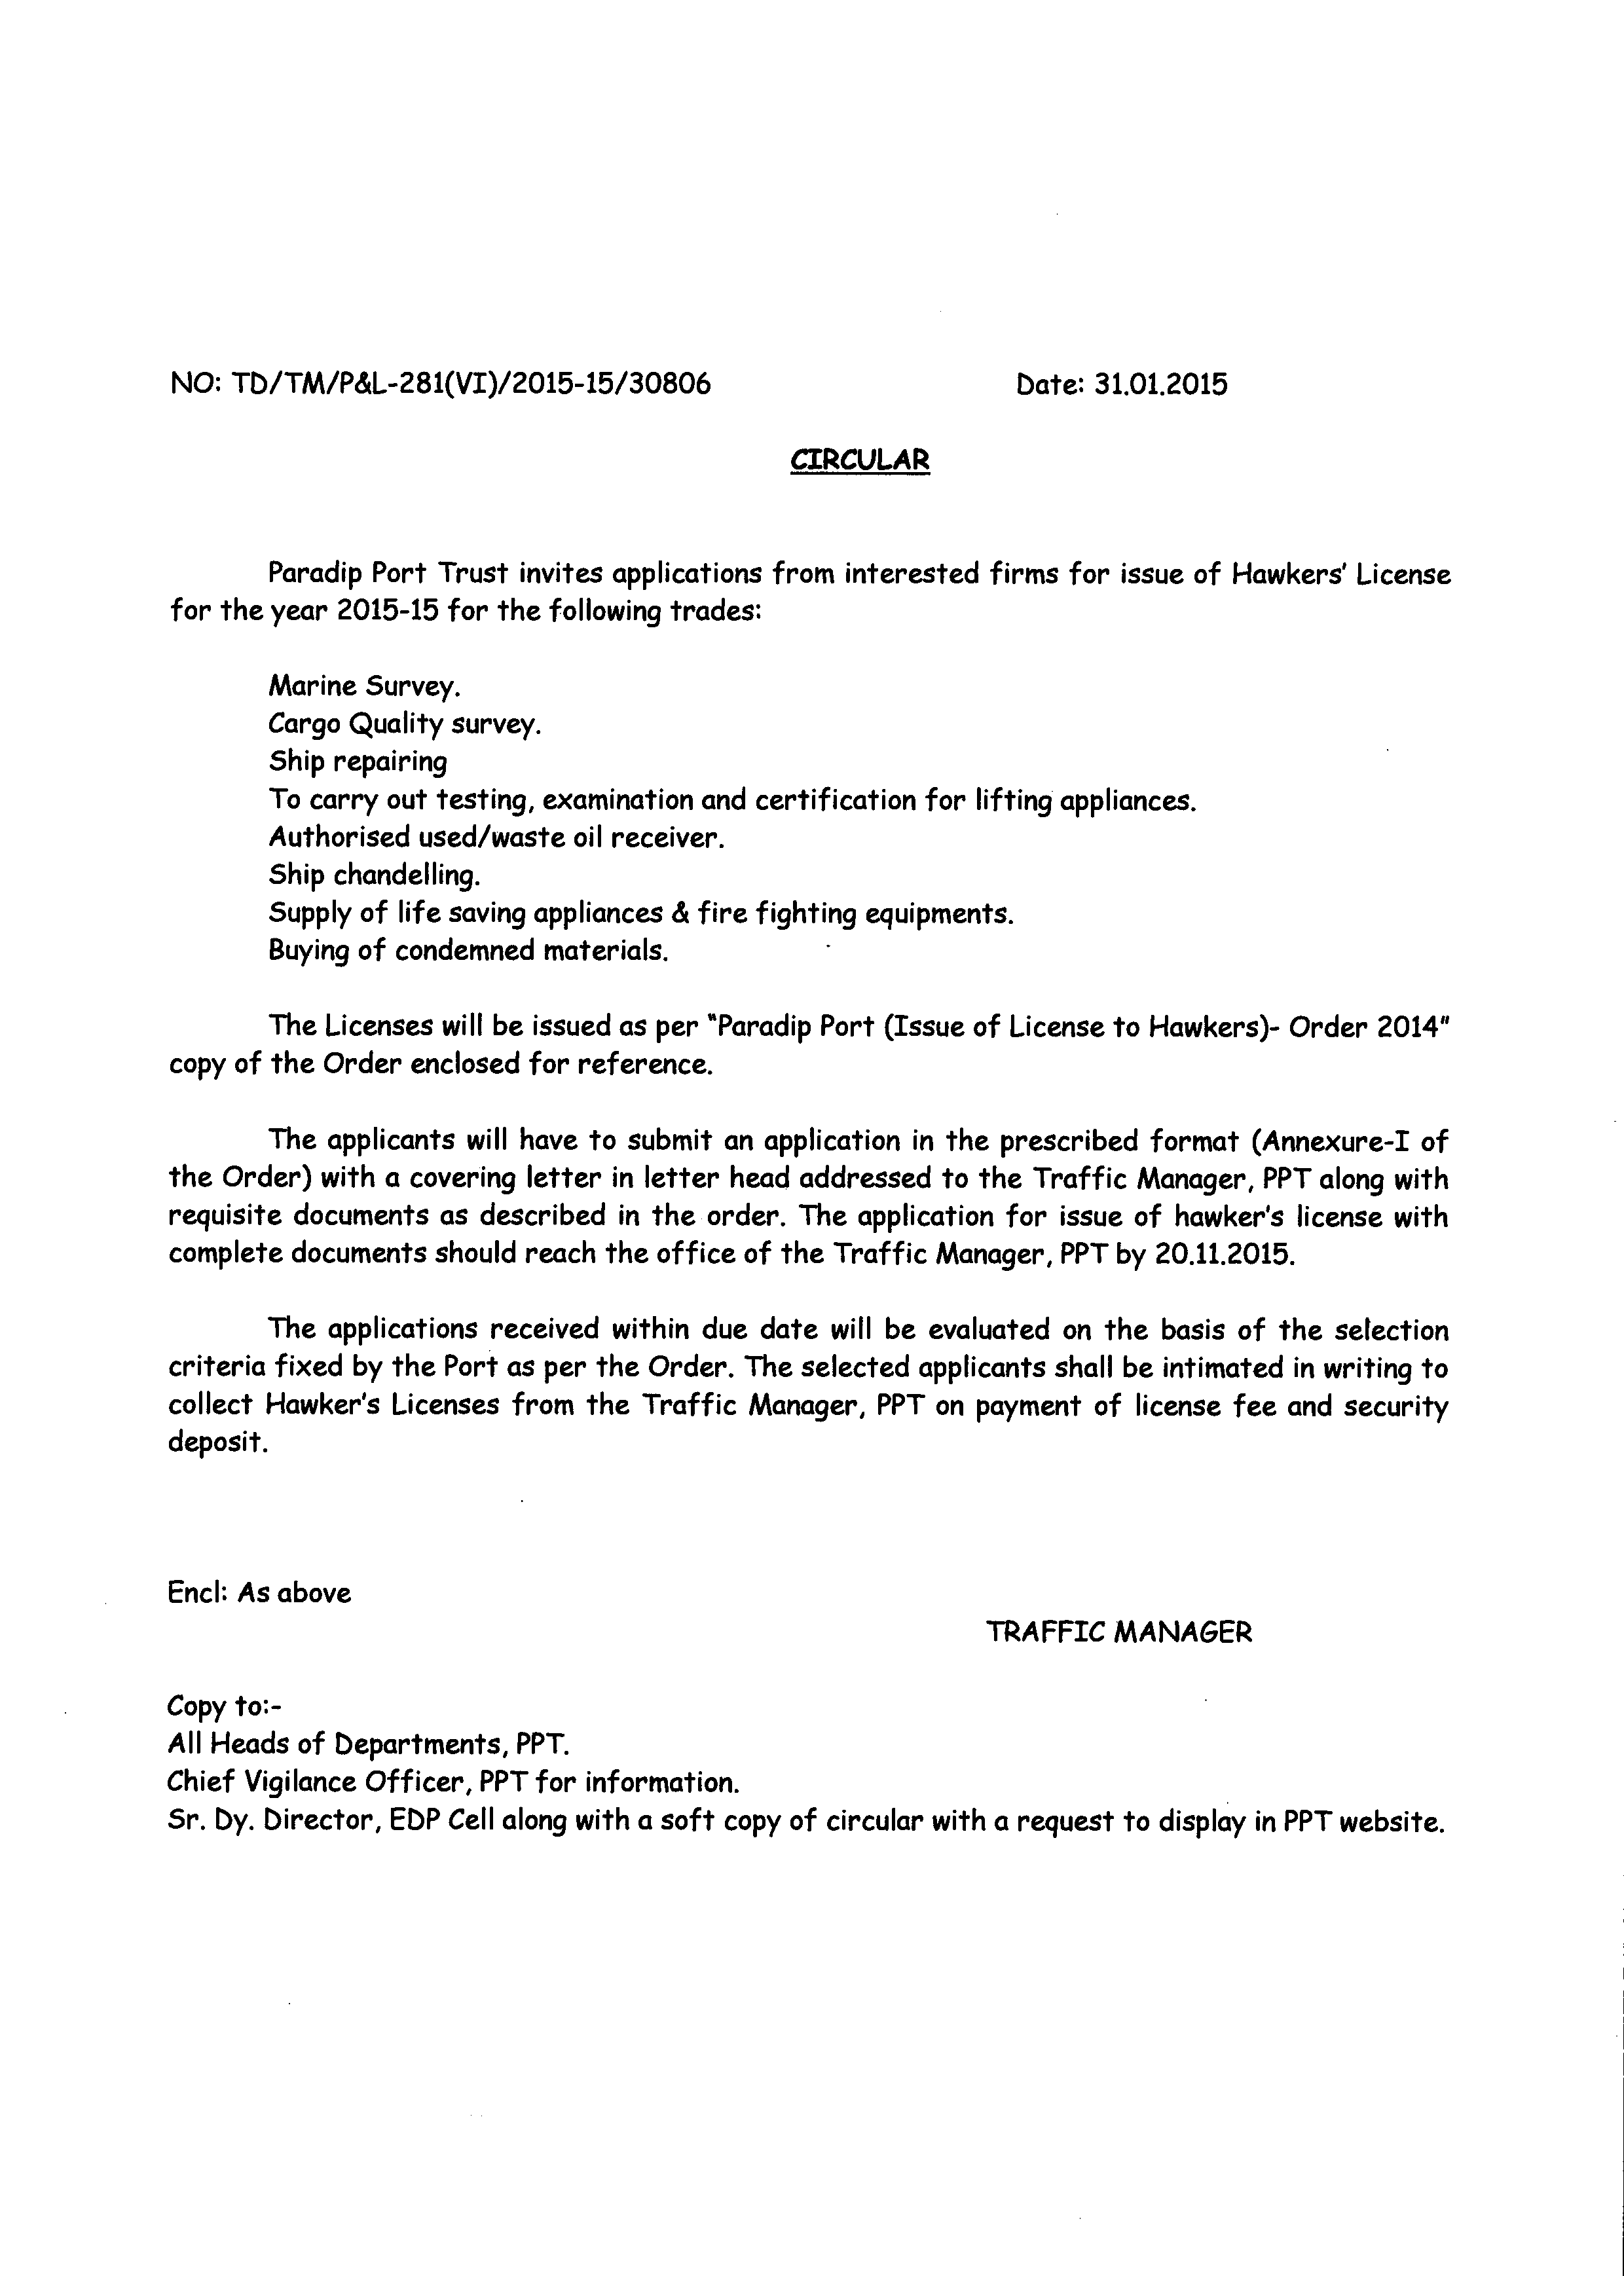 NO: TD/TM/P&L-281(VI)/2015-15/30806 Date: 31.01.2015
CIRCULAR
Paradip Port Trust invites applications from interested firms for issue of Hawkers' License
for the year 2015-15 for the following trades:
Marine Survey.
Cargo Quality survey.
Ship repairing
To carry out testing, examination and certification for lifting appliances.
Authorised used/waste oil receiver.
Ship chandelling.
Supply of life saving appliances & fire fighting equipments.
Buying of condemned materials.
The Licenses will be issued as per "Paradip Port (Issue of License to Hawkers)- Order 2014"
copy of the Order enclosed for reference.
The applicants will have to submit an application in the prescribed format (Annexure-I of
the Order) with a covering letter in letter head addressed to the Traffic Manager, PPT along with
requisite documents as described in the order. The application for issue of hawker's license with
complete documents should reach the office of the Traffic Manager, PPT by 20.11.2015.
The applications received within due date will be evaluated on the basis of the selection
criteria fixed by the Port as per the Order. The selected applicants shall be intimated in writing to
collect Hawker's Licenses from the Traffic Manager, PPT on payment of license fee and security
deposit.
Encl: As above
TRAFFIC MANAGER
Copy to:-
All Heads of Departments, PPT.
Chief Vigilance Officer, PPT for information.
Sr. Dy. Director, EDP Cell along with a soft copy of circular with a request to display in PPT website.